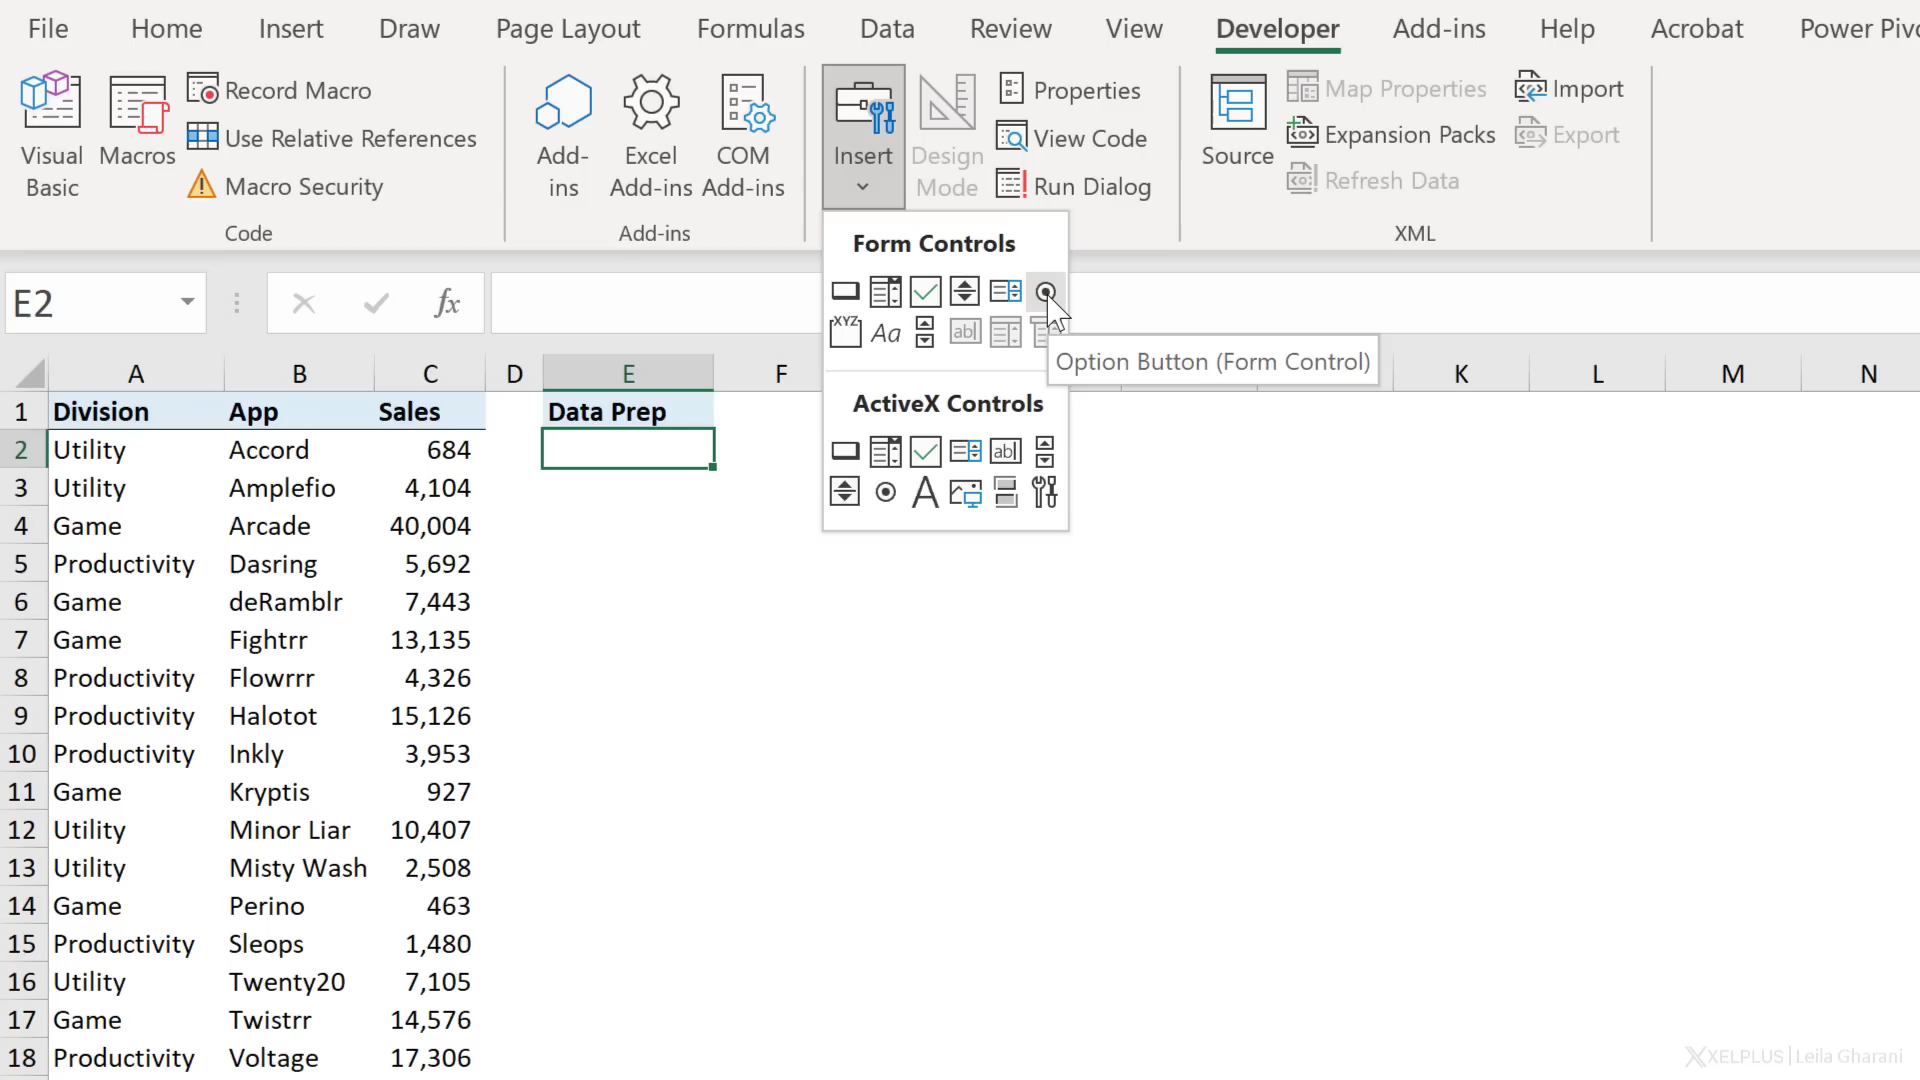 File Home Insert Draw Page Layout Formulas Data Review View Developer Add-ins Help Acrobat Power Piv
Visual Basic
Macros
Record Macro
Use Relative References
Macro Security
Code
Add-ins
Excel Add-ins
COM Add-ins
Add-ins
Insert
Design Mode
Properties
View Code
Run Dialog
Source
Map Properties
Expansion Packs
Refresh Data
Import
Export
XML
Form Controls
XYZ
Aa
ab|
Option Button (Form Control)
ActiveX Controls
ab|
A
E2
fx
A B C D E F K L M N
1 Division App Sales Data Prep
2 Utility Accord 684
3 Utility Amplefio 4,104
4 Game Arcade 40,004
5 Productivity Dasring 5,692
6 Game deRamblr 7,443
7 Game Fightrr 13,135
8 Productivity Flowrrr 4,326
9 Productivity Halotot 15,126
10 Productivity Inkly 3,953
11 Game Kryptis 927
12 Utility Minor Liar 10,407
13 Utility Misty Wash 2,508
14 Game Perino 463
15 Productivity Sleops 1,480
16 Utility Twenty20 7,105
17 Game Twistrr 14,576
18 Productivity Voltage 17,306
XELPLUS | Leila Gharani